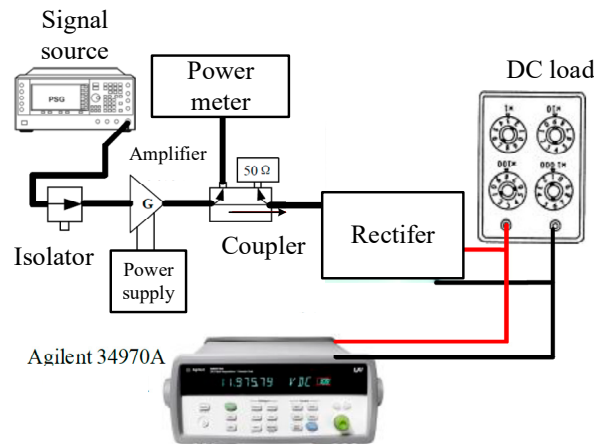 Signal
source
PSG
Power
meter
DC load
Amplifier
50 Ω
G
Isolator
Coupler
Rectifer
Power
supply
Agilent 34970A
11.975.79 VDC